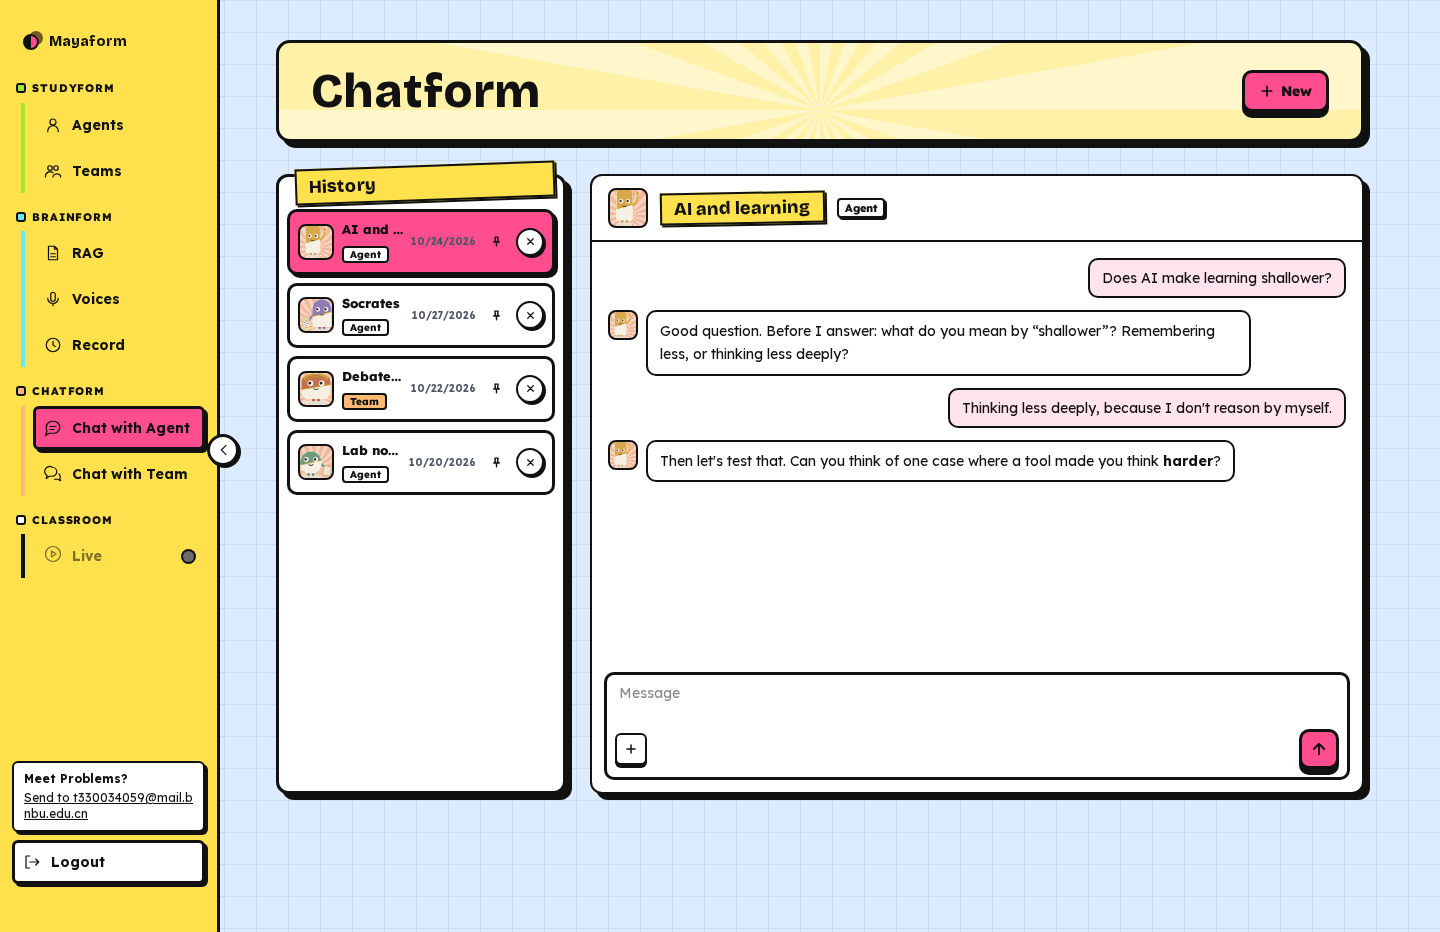 Mayaform
STUDYFORM
Agents
Teams
BRAINFORM
RAG
Voices
Record
CHATFORM
Chat with Agent
Chat with Team
CLASSROOM
Live
Meet Problems?
Send to t330034059@mail.b
nbu.edu.cn
Logout
Chatform
New
History
AI and ...
Agent
10/24/2026
Socrates
Agent
10/27/2026
Debate...
Team
10/22/2026
Lab no...
Agent
10/20/2026
AI and learning
Agent
Does AI make learning shallower?
Good question. Before I answer: what do you mean by “shallower”? Remembering
less, or thinking less deeply?
Thinking less deeply, because I don't reason by myself.
Then let's test that. Can you think of one case where a tool made you think harder?
Message